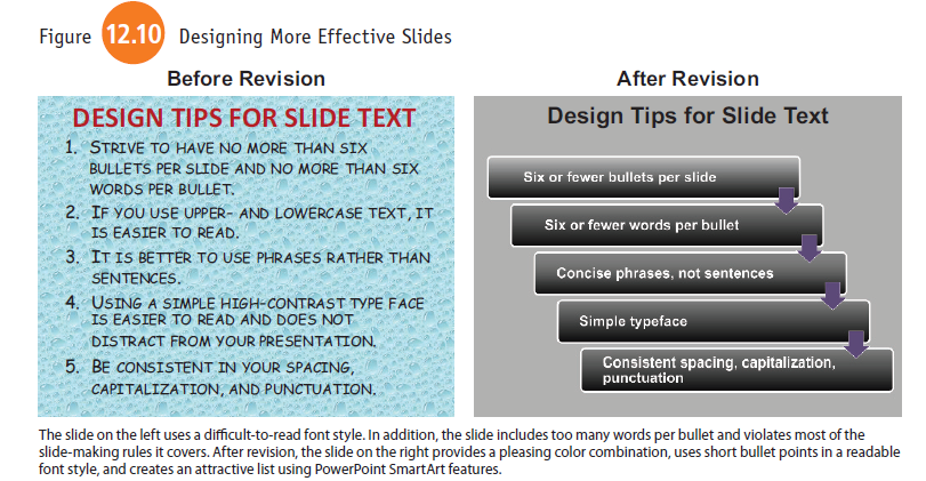 Figure 12.10 Designing More Effective Slides
Before Revision
DESIGN TIPS FOR SLIDE TEXT
1. STRIVE TO HAVE NO MORE THAN SIX
BULLETS PER SLIDE AND NO MORE THAN SIX
WORDS PER BULLET.
2. IF YOU USE UPPER- AND LOWERCASE TEXT, IT
IS EASIER TO READ.
3. IT IS BETTER TO USE PHRASES RATHER THAN
SENTENCES.
4. USING A SIMPLE HIGH-CONTRAST TYPE FACE
IS EASIER TO READ AND DOES NOT
DISTRACT FROM YOUR PRESENTATION.
5. BE CONSISTENT IN YOUR SPACING,
CAPITALIZATION, AND PUNCTUATION.
After Revision
Design Tips for Slide Text
Six or fewer bullets per slide
Six or fewer words per bullet
Concise phrases, not sentences
Simple typeface
Consistent spacing, capitalization,
punctuation
The slide on the left uses a difficult-to-read font style. In addition, the slide includes too many words per bullet and violates most of the
slide-making rules it covers. After revision, the slide on the right provides a pleasing color combination, uses short bullet points in a readable
font style, and creates an attractive list using PowerPoint SmartArt features.